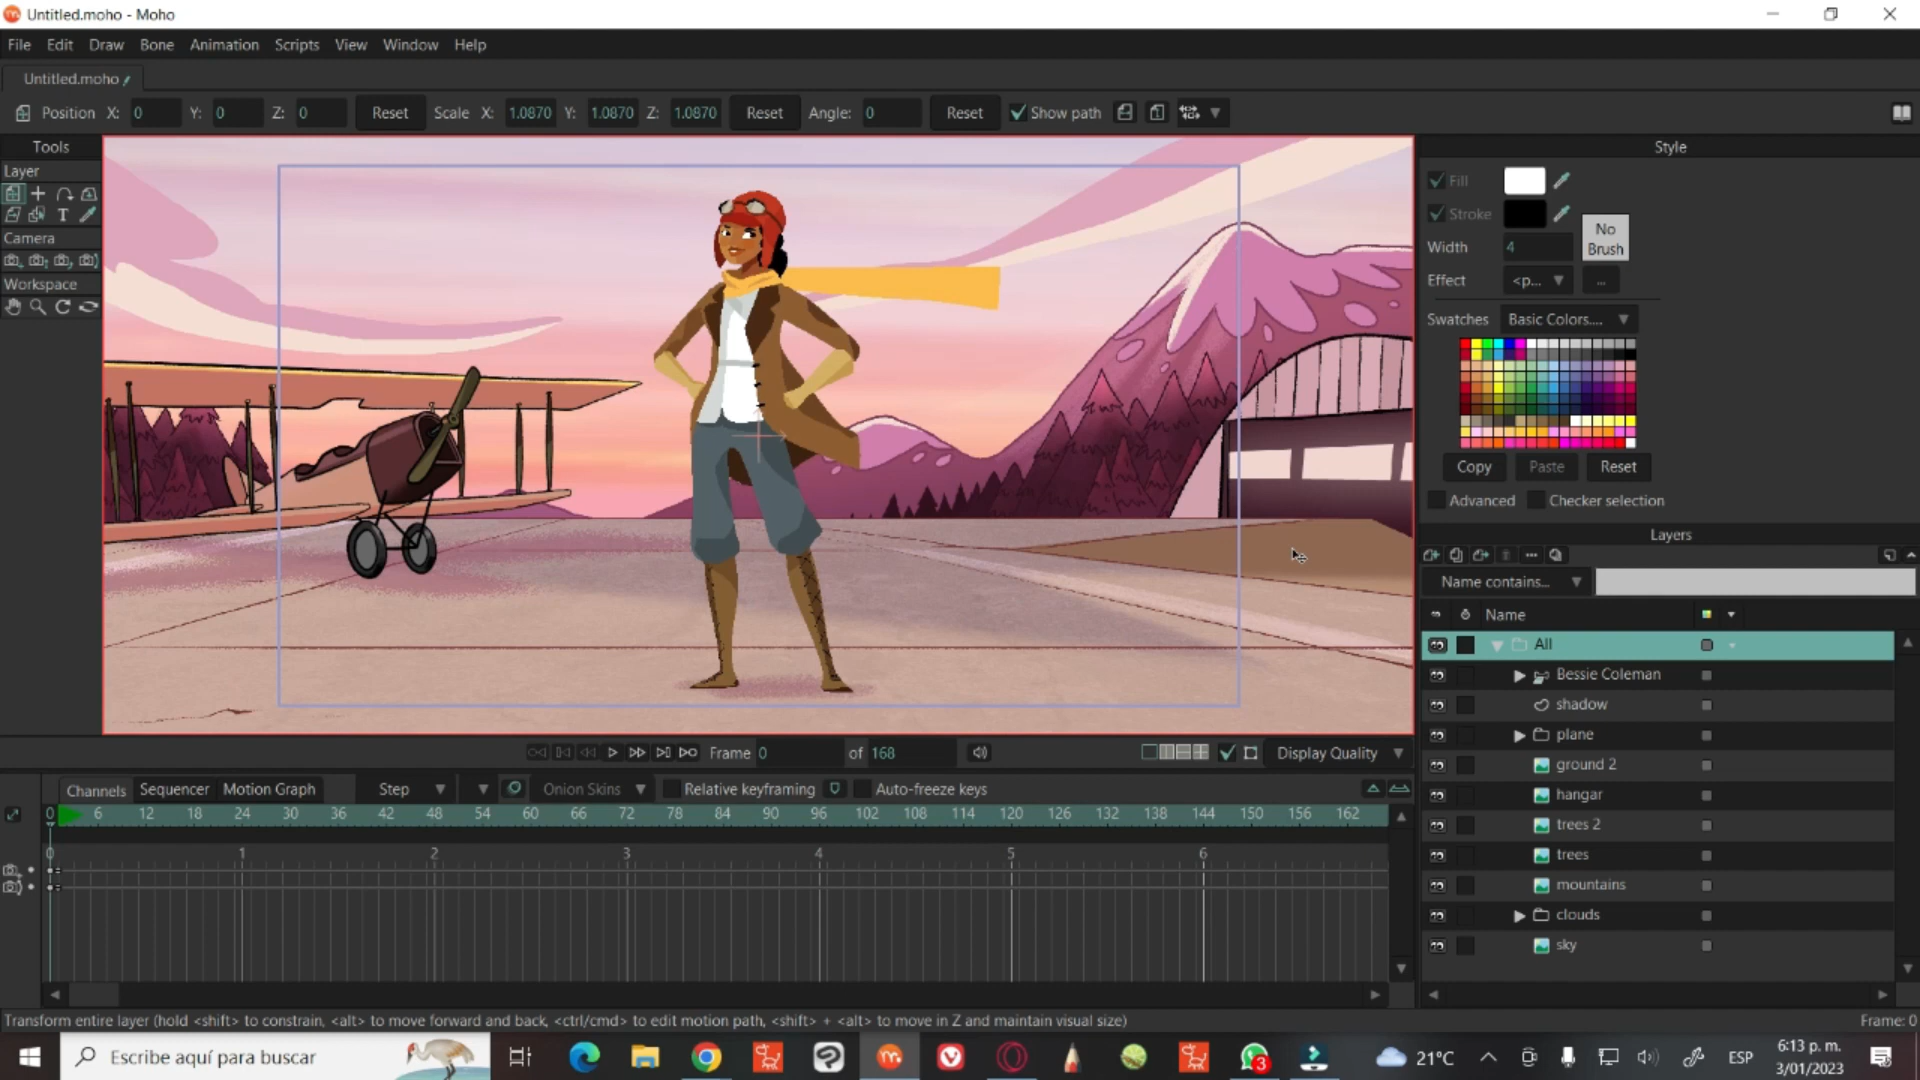 Untitled.moho - Moho
File Edit Draw Bone Animation Scripts View Window Help
Untitled.moho
Position X: 0 Y: 0 Z: 0 Reset Scale X: 1.0870 Y: 1.0870 Z: 1.0870 Reset Angle: 0 Reset Show path
Tools
Layer
T
Camera
Workspace
Style
Fill
Stroke
No
Brush
Width 4
Effect <p... ...
Swatches Basic Colors....
Copy Paste Reset
Advanced Checker selection
Layers
Name contains...
Name
All
Bessie Coleman
shadow
plane
ground 2
hangar
trees 2
trees
mountains
clouds
sky
Frame 0 of 168 Display Quality
Channels Sequencer Motion Graph Step Onion Skins Relative keyframing Auto-freeze keys
0 6 12 18 24 30 36 42 48 54 60 66 72 78 84 90 96 102 108 114 120 126 132 138 144 150 156 162
0 1 2 3 4 5 6
Transform entire layer (hold <shift> to constrain, <alt> to move forward and back, <ctrl/cmd> to edit motion path, <shift> + <alt> to move in Z and maintain visual size) Frame: 0
Escribe aquí para buscar
3
21°C
ESP
6:13 p. m.
3/01/2023